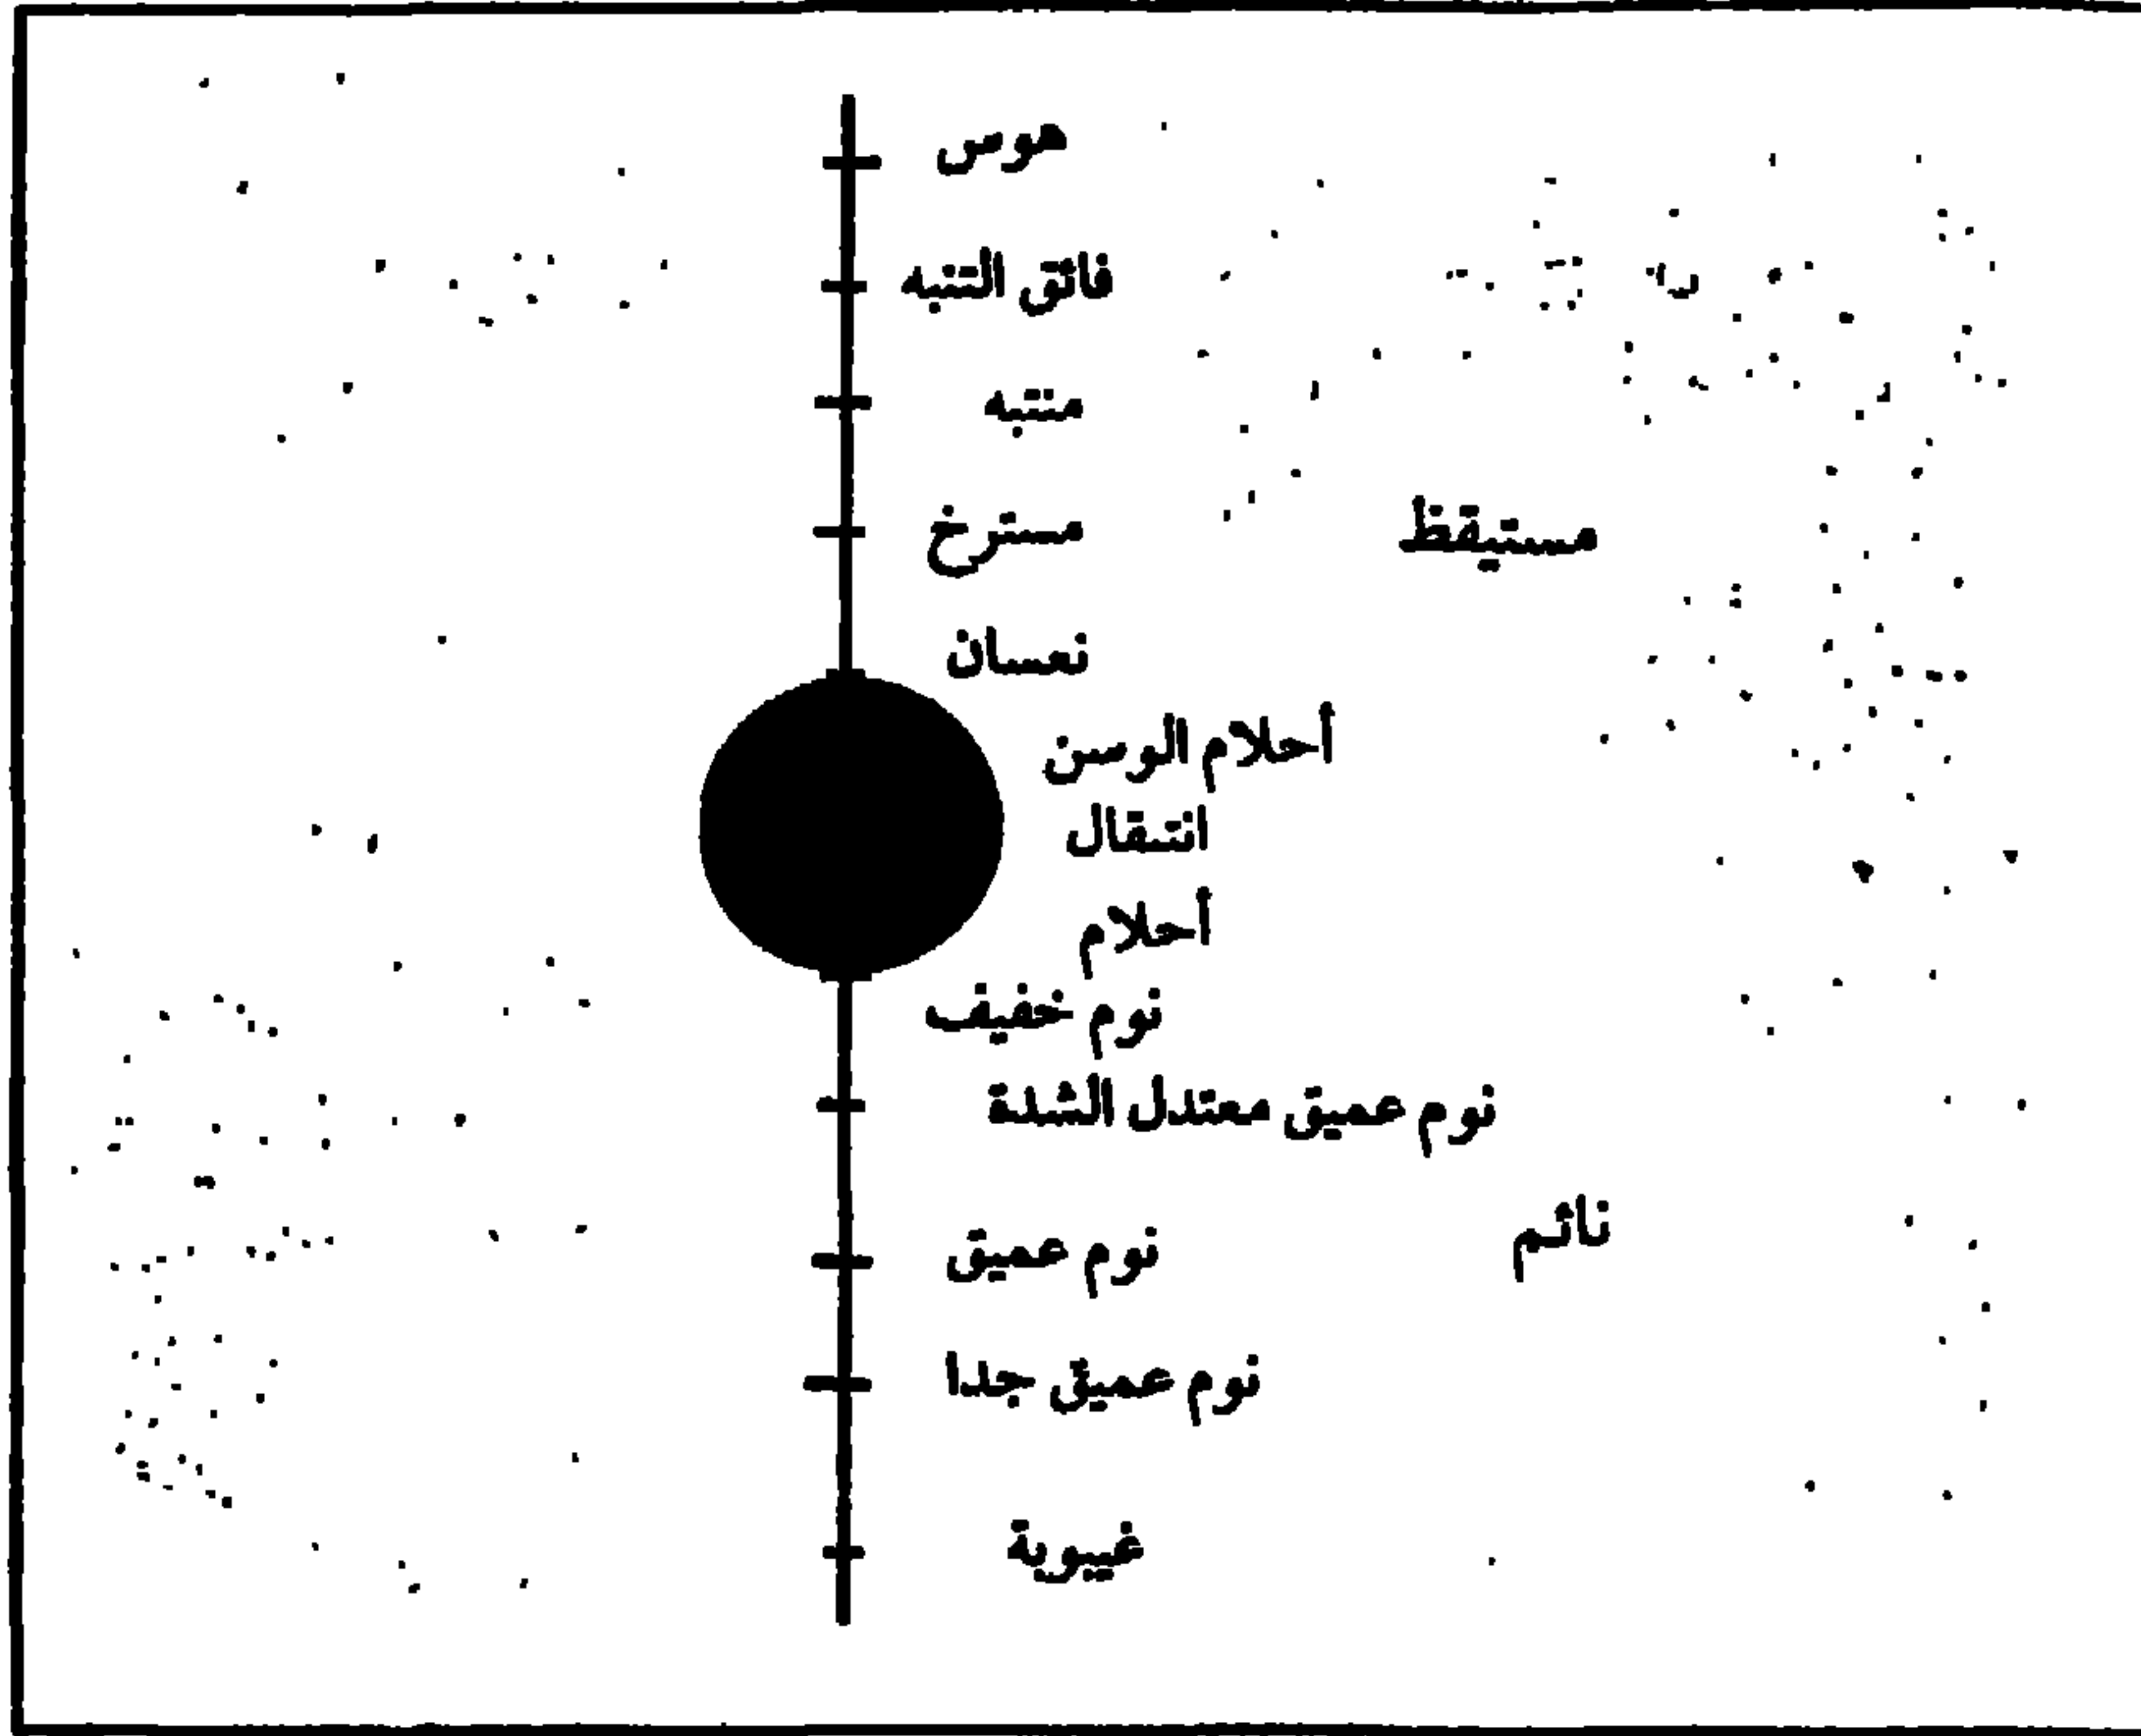 هوس
فائق التنبه
متنبه
مسترخ
مستيقظ
نعسان
أحلام الوسن
انتقال
أحلام
نوم خفيف
نوم عميق معتدل الشدة
نائم
نوم عميق
نوم عميق جدا
غيبوبة